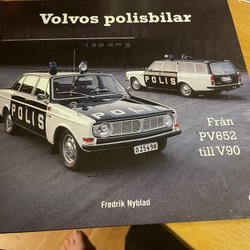 Volvos polisbilar
POLIS
POLIS
Från
PV652
till V90
Fredrik Nyblad